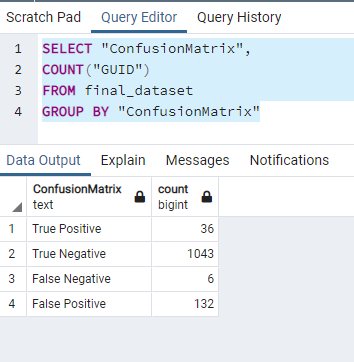 Scratch Pad Query Editor Query History
1 SELECT "ConfusionMatrix",
2 COUNT("GUID")
3 FROM final_dataset
4 GROUP BY "ConfusionMatrix"
Data Output Explain Messages Notifications
ConfusionMatrix count
text bigint
1 True Positive 36
2 True Negative 1043
3 False Negative 6
4 False Positive 132